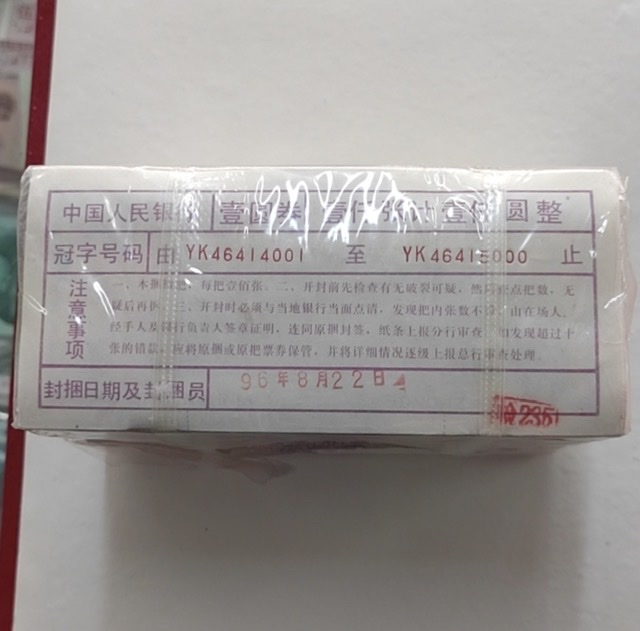 中国人民银行 壹圆券 壹仟张计壹仟圆整
冠字号码 由 YK46414001 至 YK46415000 止
注意事项
一、本捆拾把，每把壹佰张。二、开封前先检查有无破裂可疑，然后点把数，无
疑后再拆。三、开封时必须与当地银行当面点清，发现把内张数不 由在场人、
经手人及 行负责人签章证明，连同原捆封签，纸条上报分行审查 如发现超过十
张的错款，应将原捆或原把票券保管，并将详细情况逐级上报总行审查处理。
封捆日期及封捆员 96年8月22日
235